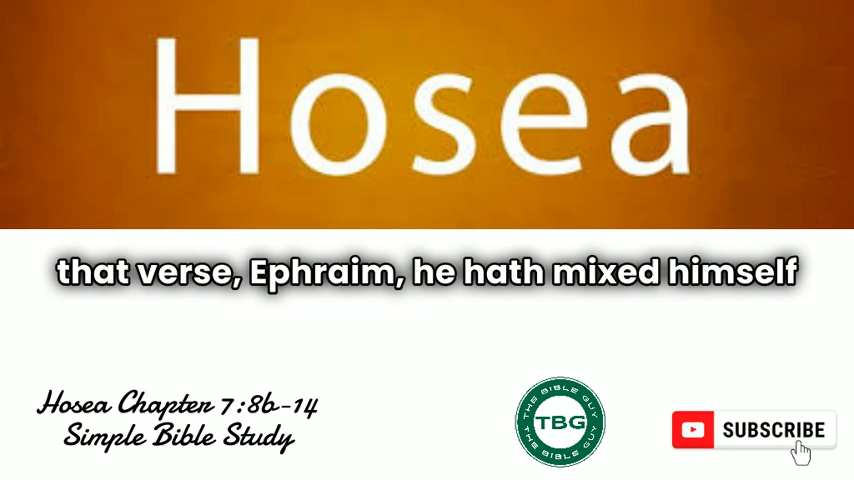 Hosea
that verse, Ephraim, he hath mixed himself
Hosea Chapter 7:8b-14
Simple Bible Study
THE BIBLE GUY
TBG
THE BIBLE GUY
SUBSCRIBE